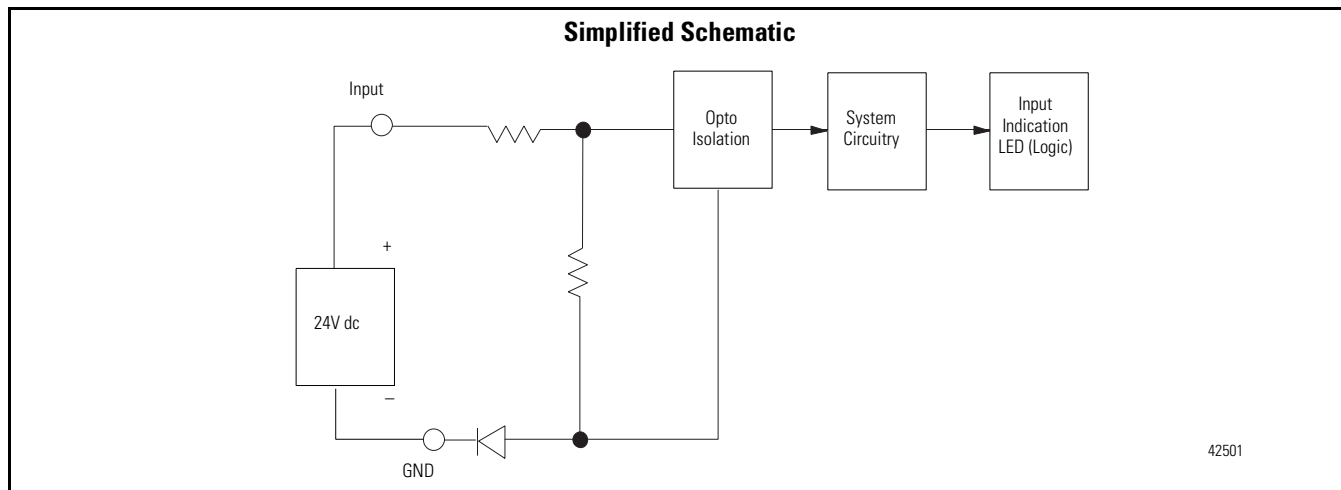 Simplified Schematic
Input
Opto
Isolation
System
Circuitry
Input
Indication
LED (Logic)
+
24V dc
–
GND
42501